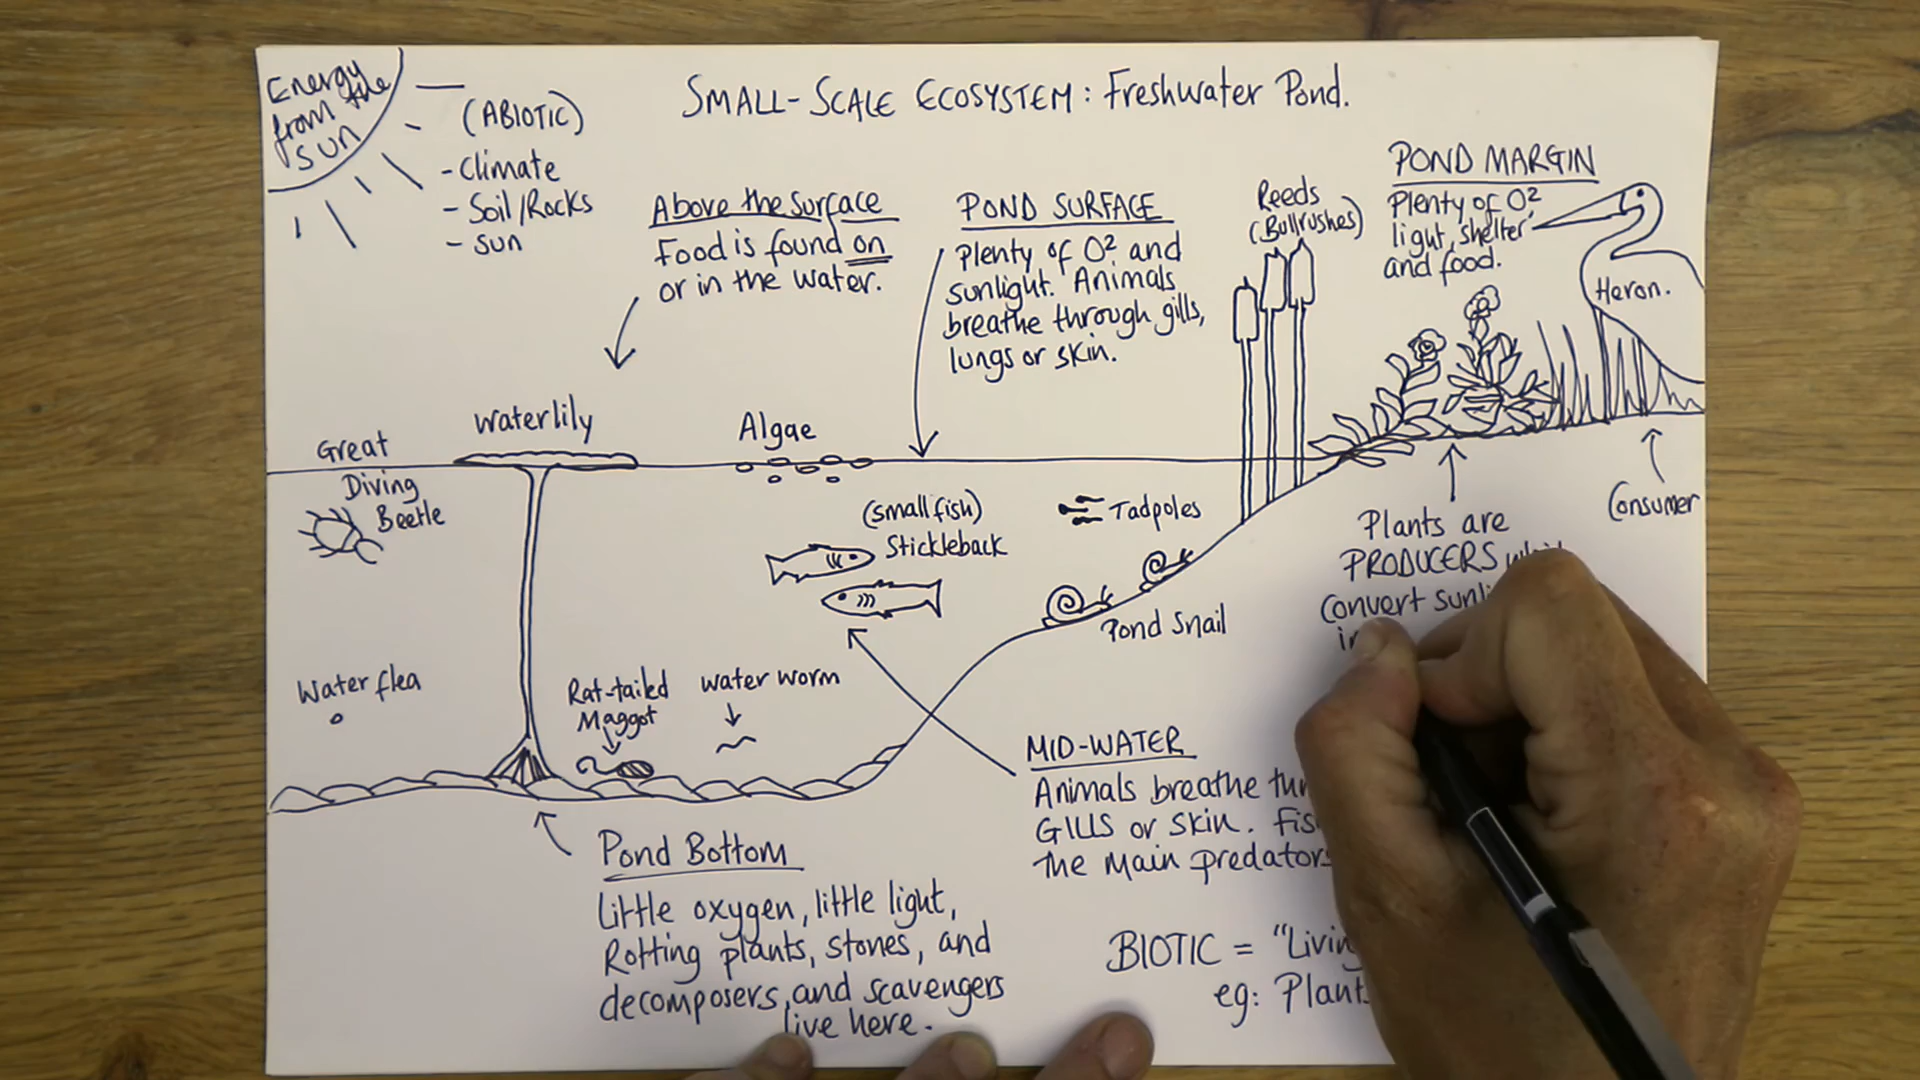 Energy
from the
sun
(ABIOTIC)
- Climate
- Soil/Rocks
- Sun
SMALL-SCALE ECOSYSTEM: Freshwater Pond.
Above the surface
Food is found on
or in the water.
POND SURFACE
Plenty of O² and
sunlight. Animals
breathe through gills,
lungs or skin.
Reeds
(Bullrushes)
POND MARGIN
Plenty of O²,
light, shelter
and food.
Heron.
Great
Diving
Beetle
Waterlily
Algae
(small fish)
Stickleback
Tadpoles
Pond Snail
Plants are
PRODUCERS
Convert
Consumer
Water flea
Rat-tailed
Maggot
water worm
MID-WATER
Animals breathe
GILLS or SKIN.
the main predators
Pond Bottom
Little oxygen, little light,
Rotting plants, stones, and
decomposers, and scavengers
live here.
BIOTIC = "Living
eg: Plants